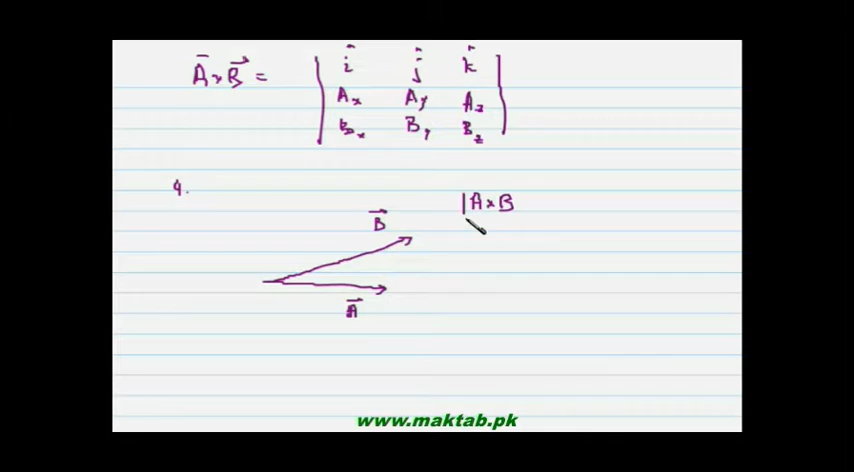 A⃗ × B⃗ = | î ĵ k̂ |
| Ax Ay Az |
| Bx By Bz |
4.
|A × B
B⃗
A⃗
www.maktab.pk